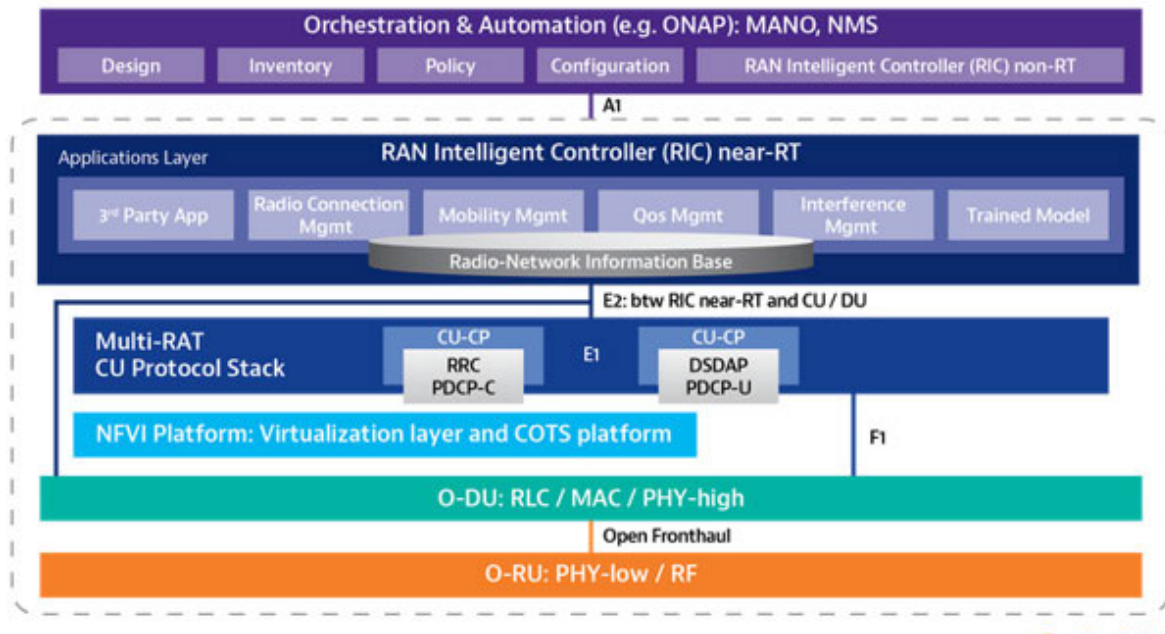 Orchestration & Automation (e.g. ONAP): MANO, NMS
Design
Inventory
Policy
Configuration
RAN Intelligent Controller (RIC) non-RT
A1
Applications Layer
RAN Intelligent Controller (RIC) near-RT
3rd Party App
Radio Connection
Mgmt
Mobility Mgmt
Qos Mgmt
Interference
Mgmt
Trained Model
Radio-Network Information Base
E2: btw RIC near-RT and CU / DU
Multi-RAT
CU Protocol Stack
CU-CP
RRC
PDCP-C
E1
CU-CP
DSDAP
PDCP-U
NFVI Platform: Virtualization layer and COTS platform
F1
O-DU: RLC / MAC / PHY-high
Open Fronthaul
O-RU: PHY-low / RF